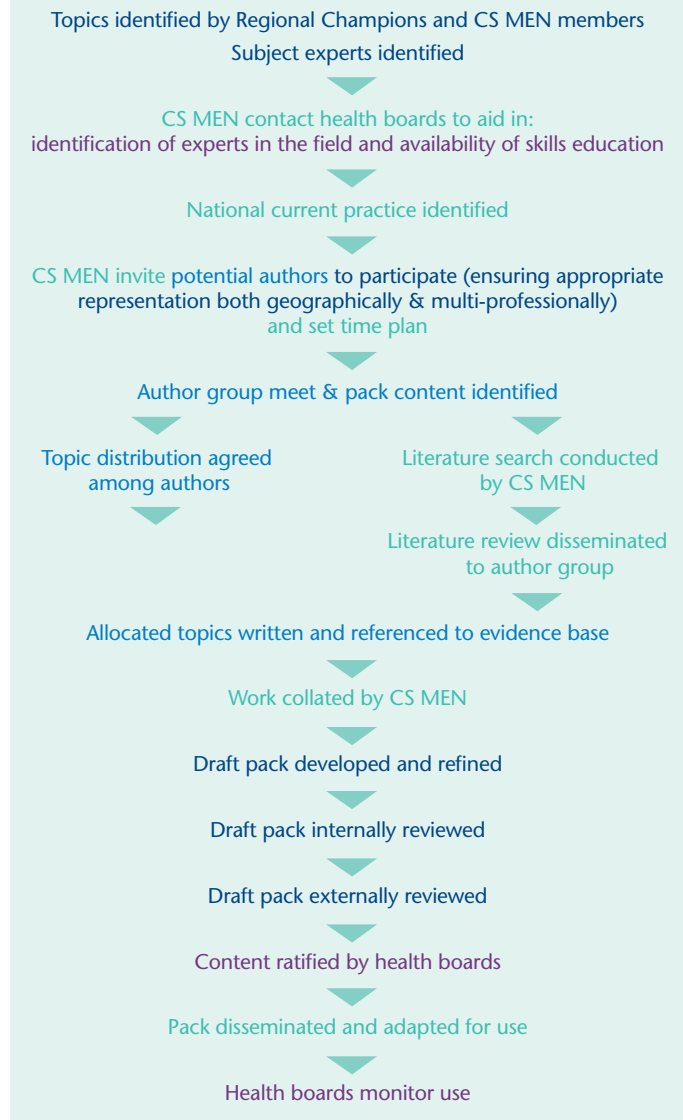 Topics identified by Regional Champions and CS MEN members
Subject experts identified
CS MEN contact health boards to aid in:
identification of experts in the field and availability of skills education
National current practice identified
CS MEN invite potential authors to participate (ensuring appropriate
representation both geographically & multi-professionally)
and set time plan
Author group meet & pack content identified
Topic distribution agreed
among authors
Literature search conducted
by CS MEN
Literature review disseminated
to author group
Allocated topics written and referenced to evidence base
Work collated by CS MEN
Draft pack developed and refined
Draft pack internally reviewed
Draft pack externally reviewed
Content ratified by health boards
Pack disseminated and adapted for use
Health boards monitor use